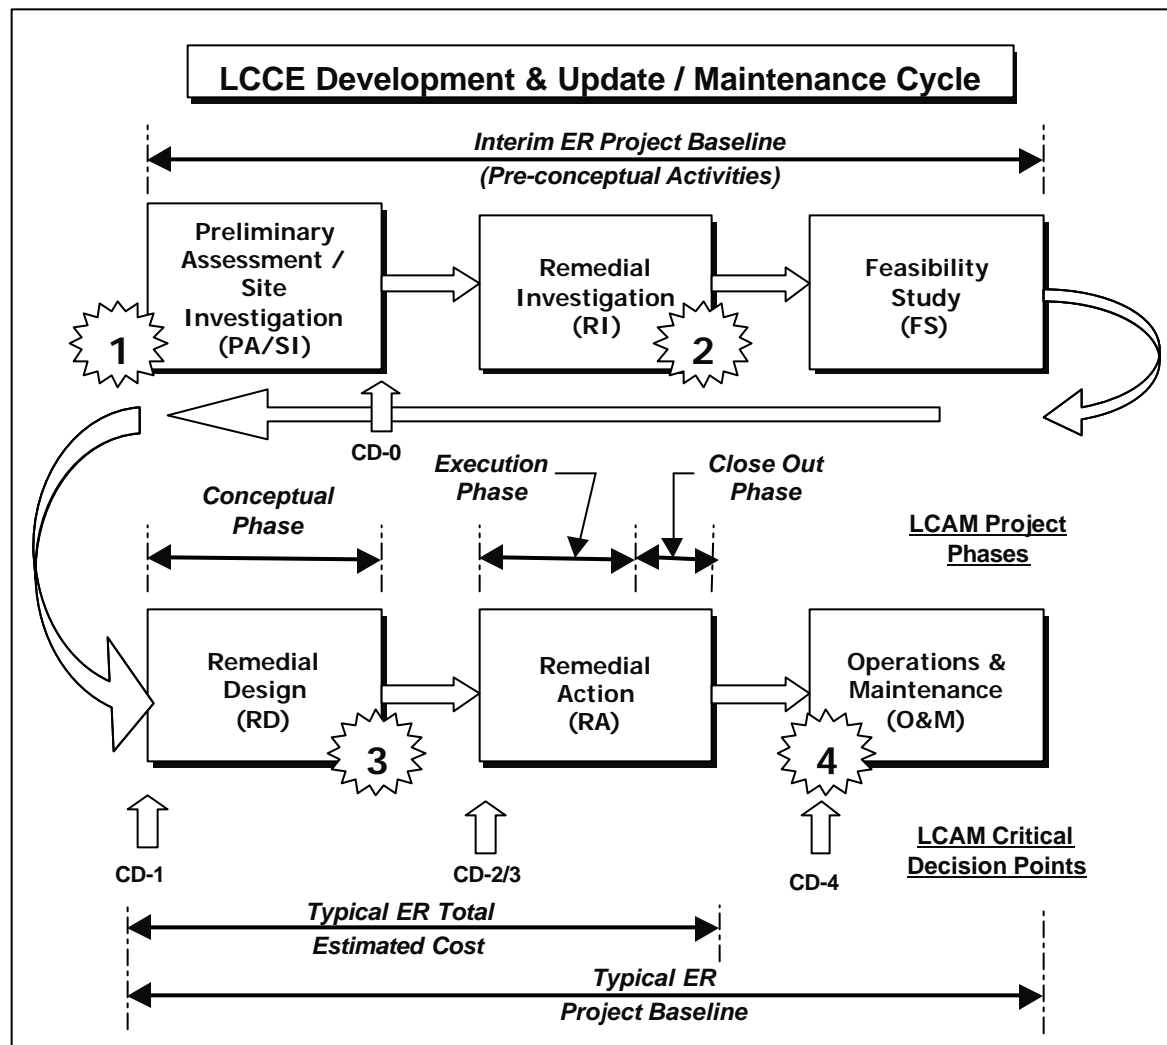 LCCE Development & Update / Maintenance Cycle
Interim ER Project Baseline
(Pre-conceptual Activities)
Preliminary
Assessment /
Site
Investigation
(PA/SI)
1
Remedial
Investigation
(RI)
2
Feasibility
Study
(FS)
CD-0
Conceptual
Phase
Execution
Phase
Close Out
Phase
LCAM Project
Phases
Remedial
Design
(RD)
3
Remedial
Action
(RA)
Operations &
Maintenance
(O&M)
4
CD-1
CD-2/3
CD-4
LCAM Critical
Decision Points
Typical ER Total
Estimated Cost
Typical ER
Project Baseline